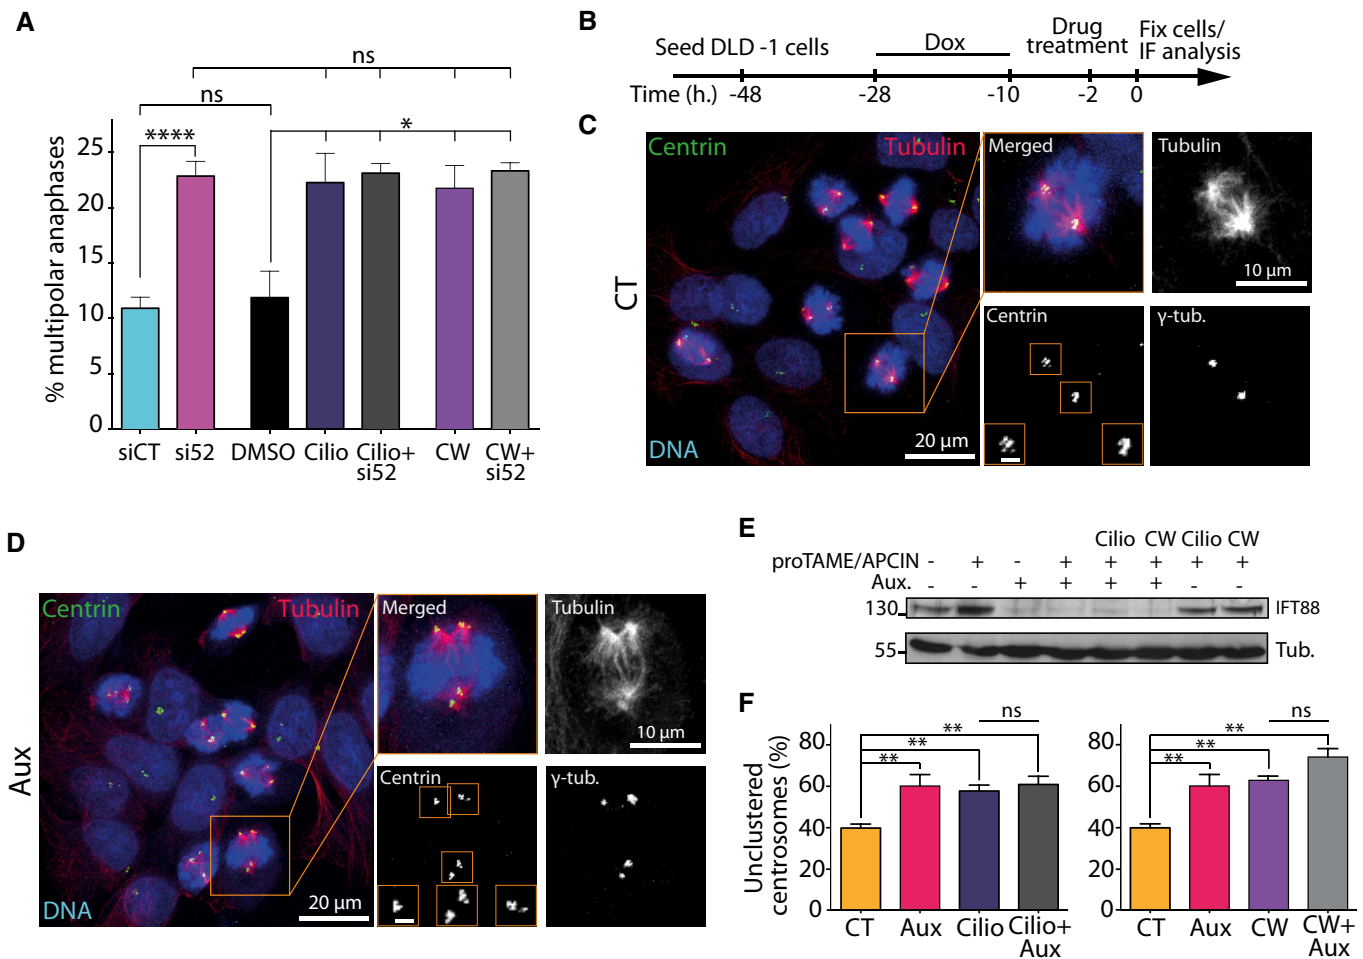 A
% multipolar anaphases
25
20
15
10
5
0
ns
ns
****
*
siCT
si52
DMSO
Cilio
Cilio+
si52
CW
CW+
si52
B
Seed DLD -1 cells
Dox
Drug
treatment
Fix cells/
IF analysis
Time (h.)
-48
-28
-10
-2
0
C
CT
Centrin
Tubulin
DNA
20 µm
Merged
Tubulin
10 µm
Centrin
γ-tub.
D
Aux
Centrin
Tubulin
DNA
20 µm
Merged
Tubulin
10 µm
Centrin
γ-tub.
E
Cilio CW Cilio CW
proTAME/APCIN - + - + + + + +
Aux. - - + + + + - -
130
IFT88
55
Tub.
F
Unclustered
centrosomes (%)
80
60
40
20
0
**
**
**
ns
CT
Aux
Cilio
Cilio+
Aux
80
60
40
20
0
**
**
**
ns
CT
Aux
CW
CW+
Aux